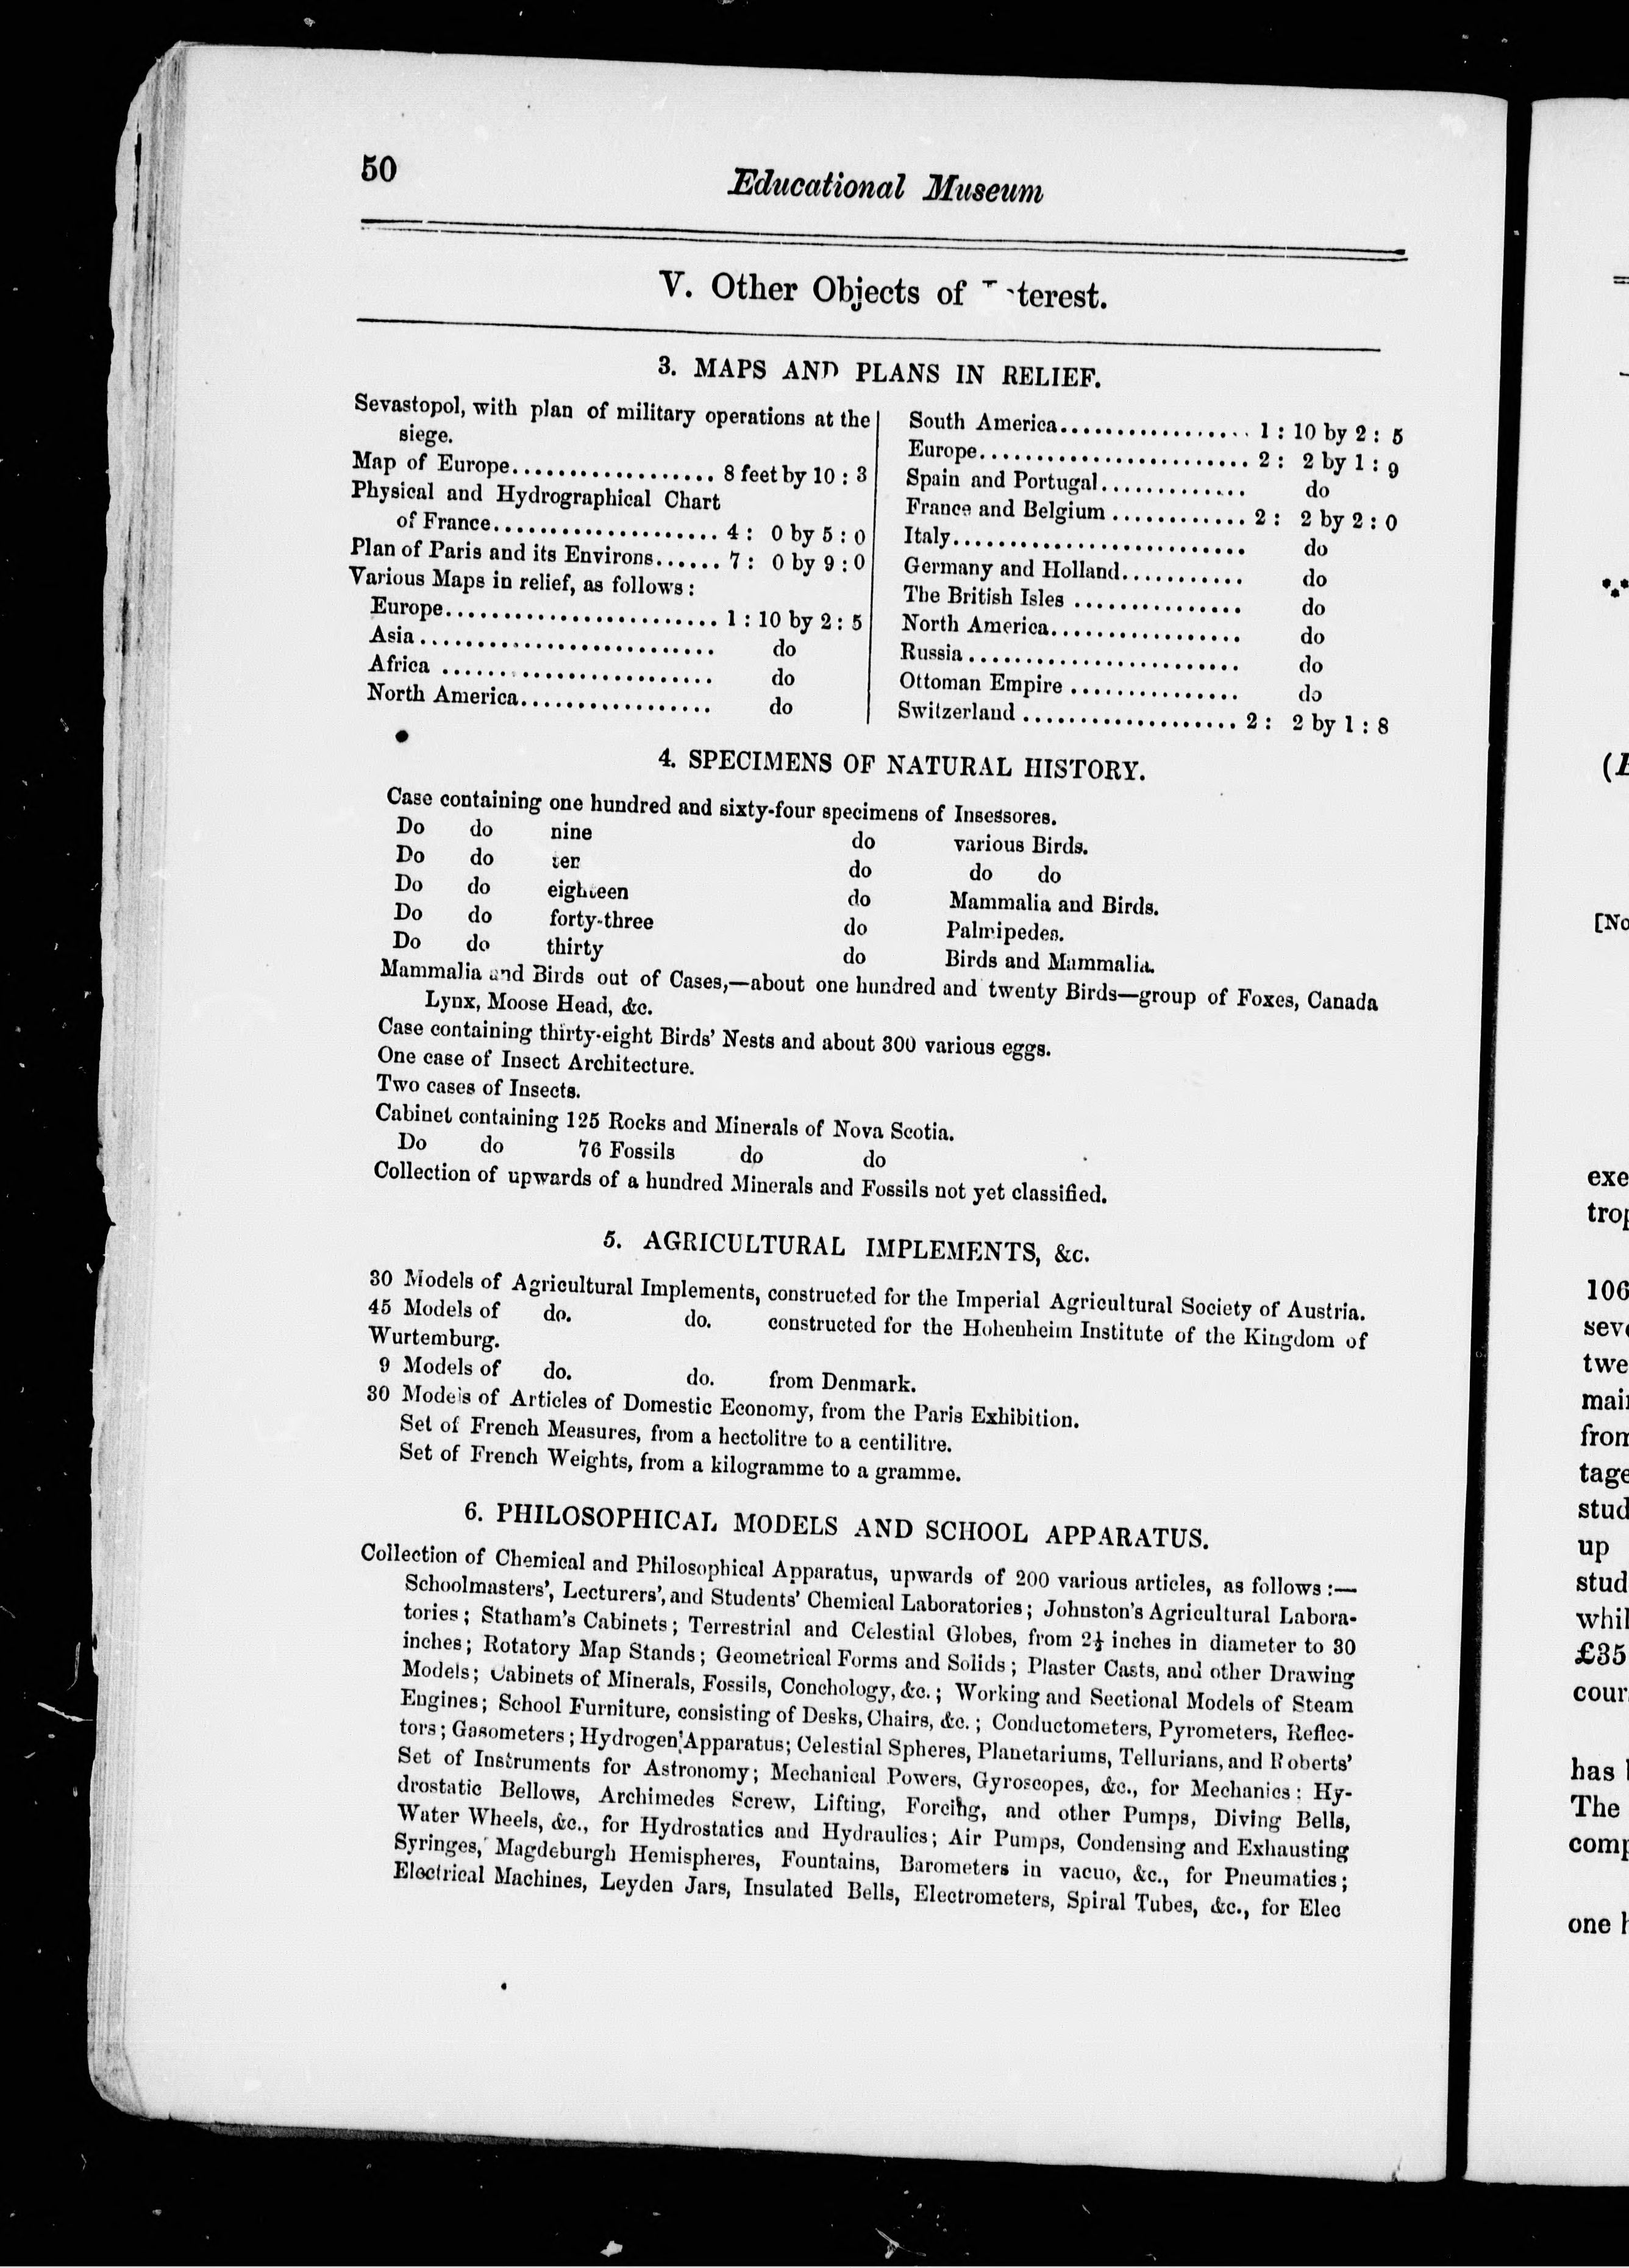 50
Educational Museum
V. Other Objects of terest.
3. MAPS AND PLANS IN RELIEF.
Sevastopol, with plan of military operations at the
siege.
Map of Europe.................. 8 feet by 10 : 3
Physical and Hydrographical Chart
of France.................... 4 : 0 by 5 : 0
Plan of Paris and its Environs...... 7 : 0 by 9 : 0
Various Maps in relief, as follows :
Europe........................ 1 : 10 by 2 : 5
Asia.......................... do
Africa ........................ do
North America................. do
South America................. 1 : 10 by 2 : 5
Europe........................ 2 : 2 by 1 : 9
Spain and Portugal............. do
France and Belgium ............ 2 : 2 by 2 : 0
Italy.......................... do
Germany and Holland........... do
The British Isles ............... do
North America................. do
Russia........................ do
Ottoman Empire ............... do
Switzerland ................... 2 : 2 by 1 : 8
4. SPECIMENS OF NATURAL HISTORY.
Case containing one hundred and sixty-four specimens of Insessores.
Do do nine do various Birds.
Do do ten do do do
Do do eighteen do Mammalia and Birds.
Do do forty-three do Palmipedes.
Do do thirty do Birds and Mammalia.
Mammalia and Birds out of Cases,—about one hundred and twenty Birds—group of Foxes, Canada
Lynx, Moose Head, &c.
Case containing thirty-eight Birds' Nests and about 300 various eggs.
One case of Insect Architecture.
Two cases of Insects.
Cabinet containing 125 Rocks and Minerals of Nova Scotia.
Do do 76 Fossils do do
Collection of upwards of a hundred Minerals and Fossils not yet classified.
5. AGRICULTURAL IMPLEMENTS, &c.
30 Models of Agricultural Implements, constructed for the Imperial Agricultural Society of Austria.
45 Models of do. do. constructed for the Hohenheim Institute of the Kingdom of
Wurtemburg.
9 Models of do. do. from Denmark.
30 Models of Articles of Domestic Economy, from the Paris Exhibition.
Set of French Measures, from a hectolitre to a centilitre.
Set of French Weights, from a kilogramme to a gramme.
6. PHILOSOPHICAL MODELS AND SCHOOL APPARATUS.
Collection of Chemical and Philosophical Apparatus, upwards of 200 various articles, as follows :—
Schoolmasters', Lecturers', and Students' Chemical Laboratories; Johnston's Agricultural Labora-
tories; Statham's Cabinets; Terrestrial and Celestial Globes, from 2½ inches in diameter to 30
inches; Rotatory Map Stands; Geometrical Forms and Solids; Plaster Casts, and other Drawing
Models; Cabinets of Minerals, Fossils, Conchology, &c.; Working and Sectional Models of Steam
Engines; School Furniture, consisting of Desks, Chairs, &c.; Conductometers, Pyrometers, Reflec-
tors; Gasometers; Hydrogen Apparatus; Celestial Spheres, Planetariums, Tellurians, and Roberts'
Set of Instruments for Astronomy; Mechanical Powers, Gyroscopes, &c., for Mechanics: Hy-
drostatic Bellows, Archimedes Screw, Lifting, Forcing, and other Pumps, Diving Bells,
Water Wheels, &c., for Hydrostatics and Hydraulics; Air Pumps, Condensing and Exhausting
Syringes, Magdeburgh Hemispheres, Fountains, Barometers in vacuo, &c., for Pneumatics;
Electrical Machines, Leyden Jars, Insulated Bells, Electrometers, Spiral Tubes, &c., for Elec
[No
exe
trop
106
seve
twe
main
from
tage
stud
up
stud
whil
£35
cour
has
The
comp
one